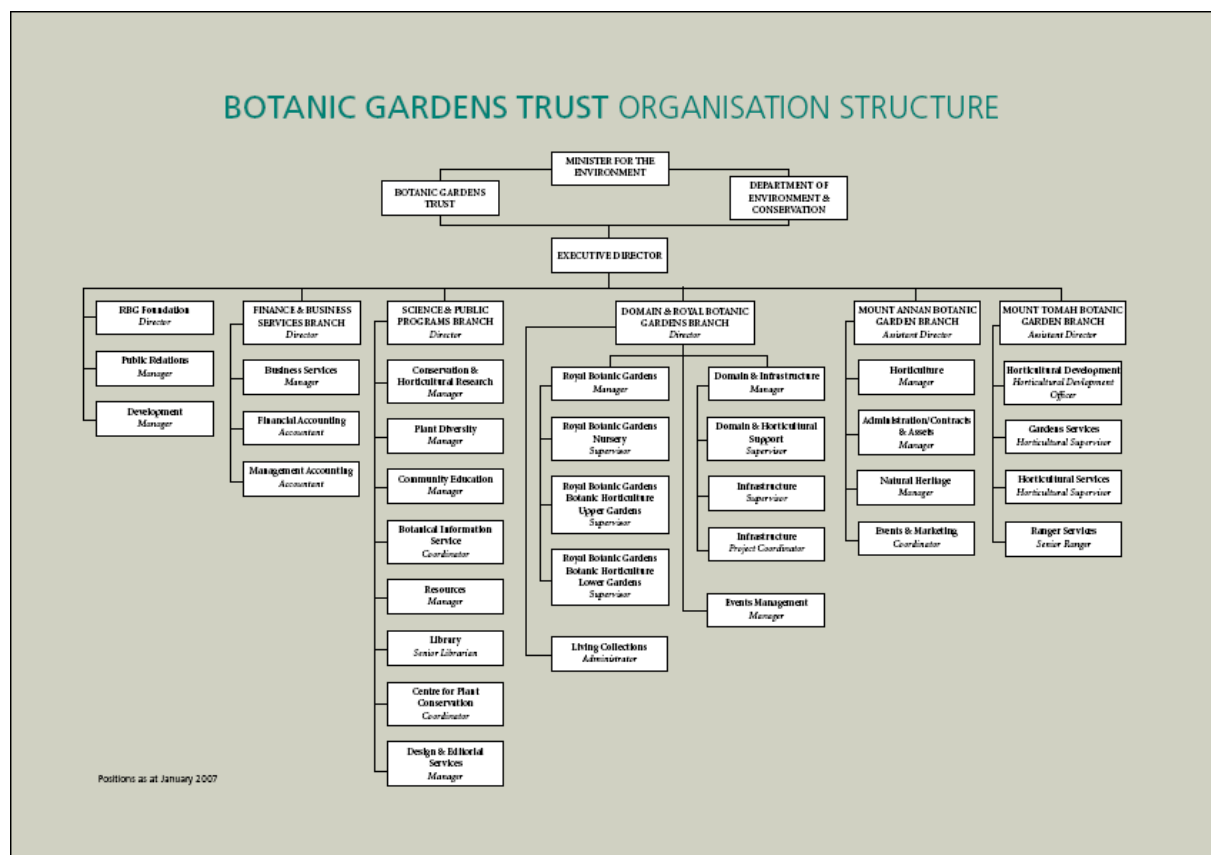 BOTANIC GARDENS TRUST ORGANISATION STRUCTURE
MINISTER FOR THE
ENVIRONMENT
BOTANIC GARDENS
TRUST
DEPARTMENT OF
ENVIRONMENT &
CONSERVATION
EXECUTIVE DIRECTOR
RBG Foundation
Director
Public Relations
Manager
Development
Manager
FINANCE & BUSINESS
SERVICES BRANCH
Director
Business Services
Manager
Financial Accounting
Accountant
Management Accounting
Accountant
SCIENCE & PUBLIC
PROGRAMS BRANCH
Director
Conservation &
Horticultural Research
Manager
Plant Diversity
Manager
Community Education
Manager
Botanical Information
Service
Coordinator
Resources
Manager
Library
Senior Librarian
Centre for Plant
Conservation
Coordinator
Design & Editorial
Services
Manager
DOMAIN & ROYAL BOTANIC
GARDENS BRANCH
Director
Royal Botanic Gardens
Manager
Royal Botanic Gardens
Nursery
Supervisor
Royal Botanic Gardens
Botanic Horticulture
Upper Gardens
Supervisor
Royal Botanic Gardens
Botanic Horticulture
Lower Gardens
Supervisor
Living Collections
Administrator
Domain & Infrastructure
Manager
Domain & Horticultural
Support
Supervisor
Infrastructure
Supervisor
Infrastructure
Project Coordinator
Events Management
Manager
MOUNT ANNAN BOTANIC
GARDEN BRANCH
Assistant Director
Horticulture
Manager
Administration/Contracts
& Assets
Manager
Natural Heritage
Manager
Events & Marketing
Coordinator
MOUNT TOMAH BOTANIC
GARDEN BRANCH
Assistant Director
Horticultural Development
Horticultural Devlopment
Officer
Gardens Services
Horticultural Supervisor
Horticultural Services
Horticultural Supervisor
Ranger Services
Senior Ranger
Positions as at January 2007